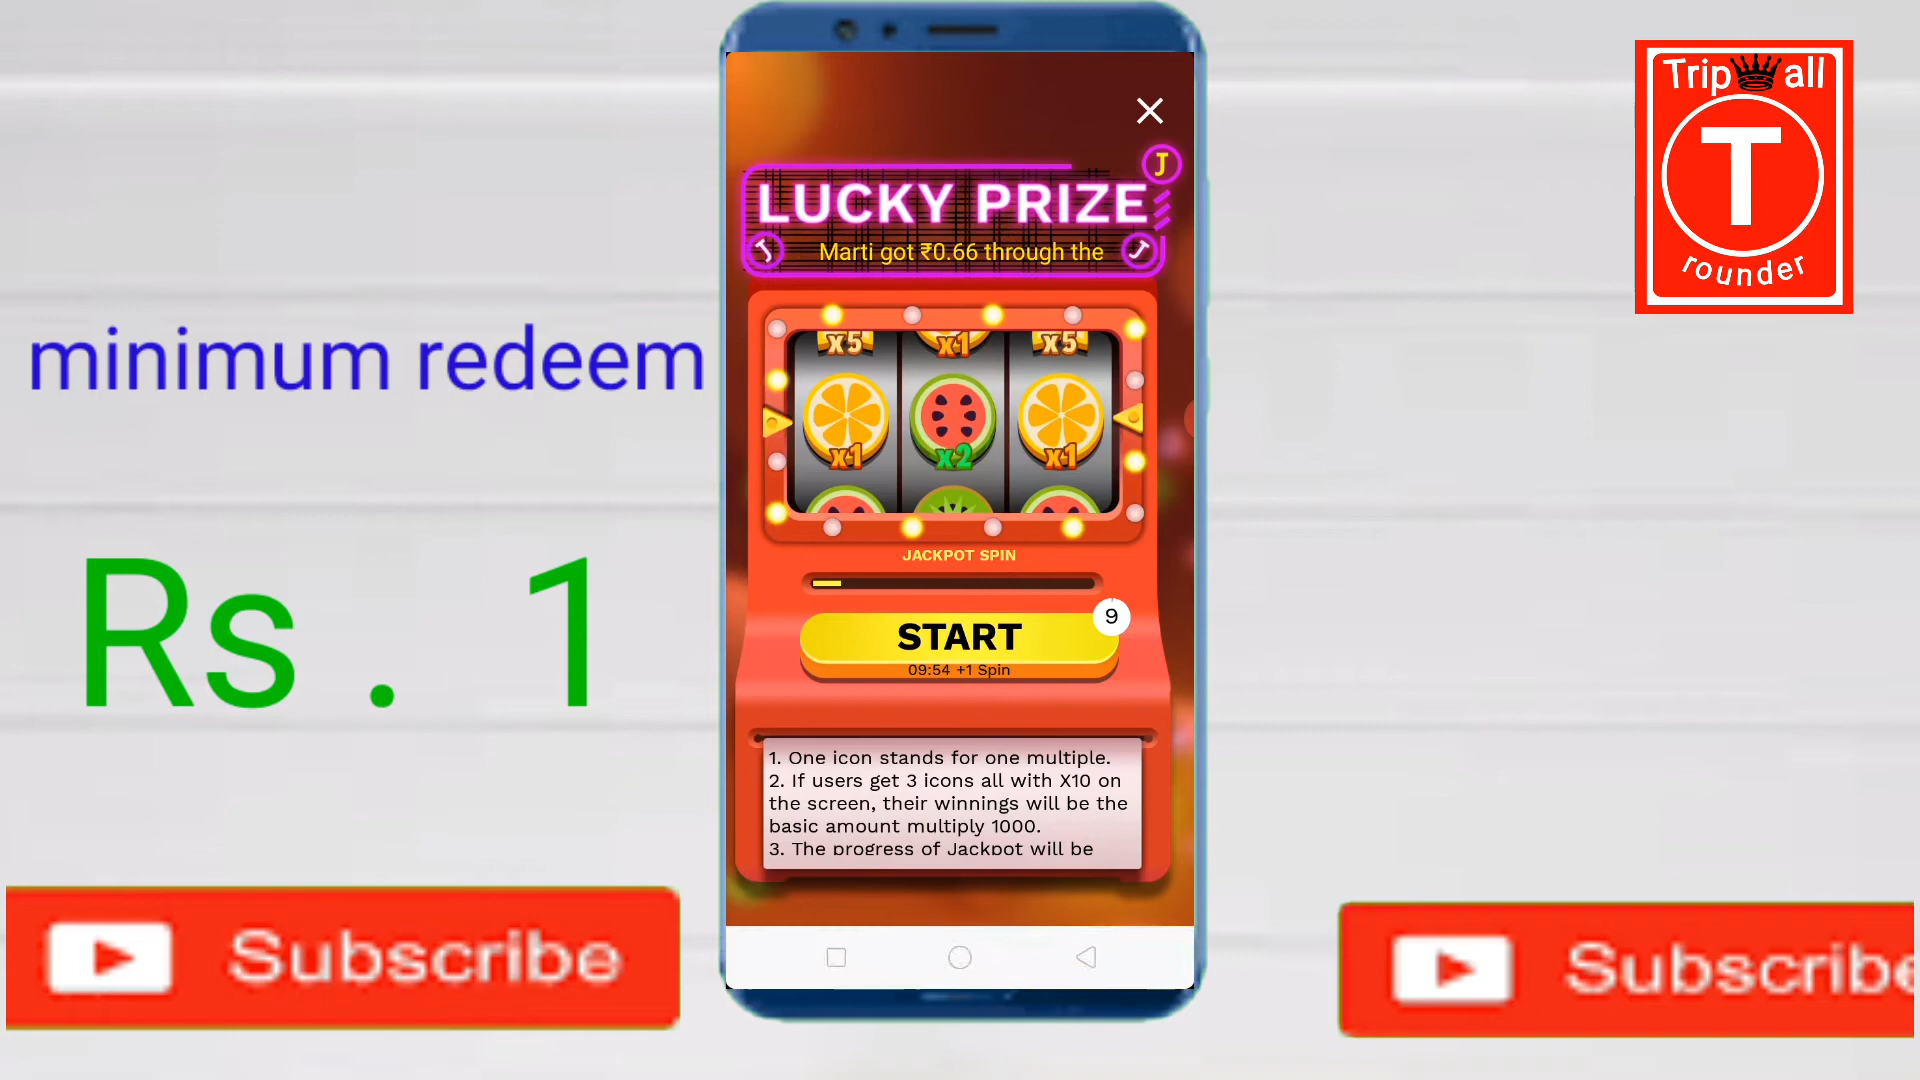 Trip all
T
rounder
J
LUCKY PRIZE
J Marti got ₹0.66 through the J
minimum redeem
Rs . 1
x5 x1 x5
x1 x2 x1
JACKPOT SPIN
9
START
09:54 +1 Spin
1. One icon stands for one multiple.
2. If users get 3 icons all with X10 on
the screen, their winnings will be the
basic amount multiply 1000.
3. The progress of Jackpot will be
Subscribe
Subscribe